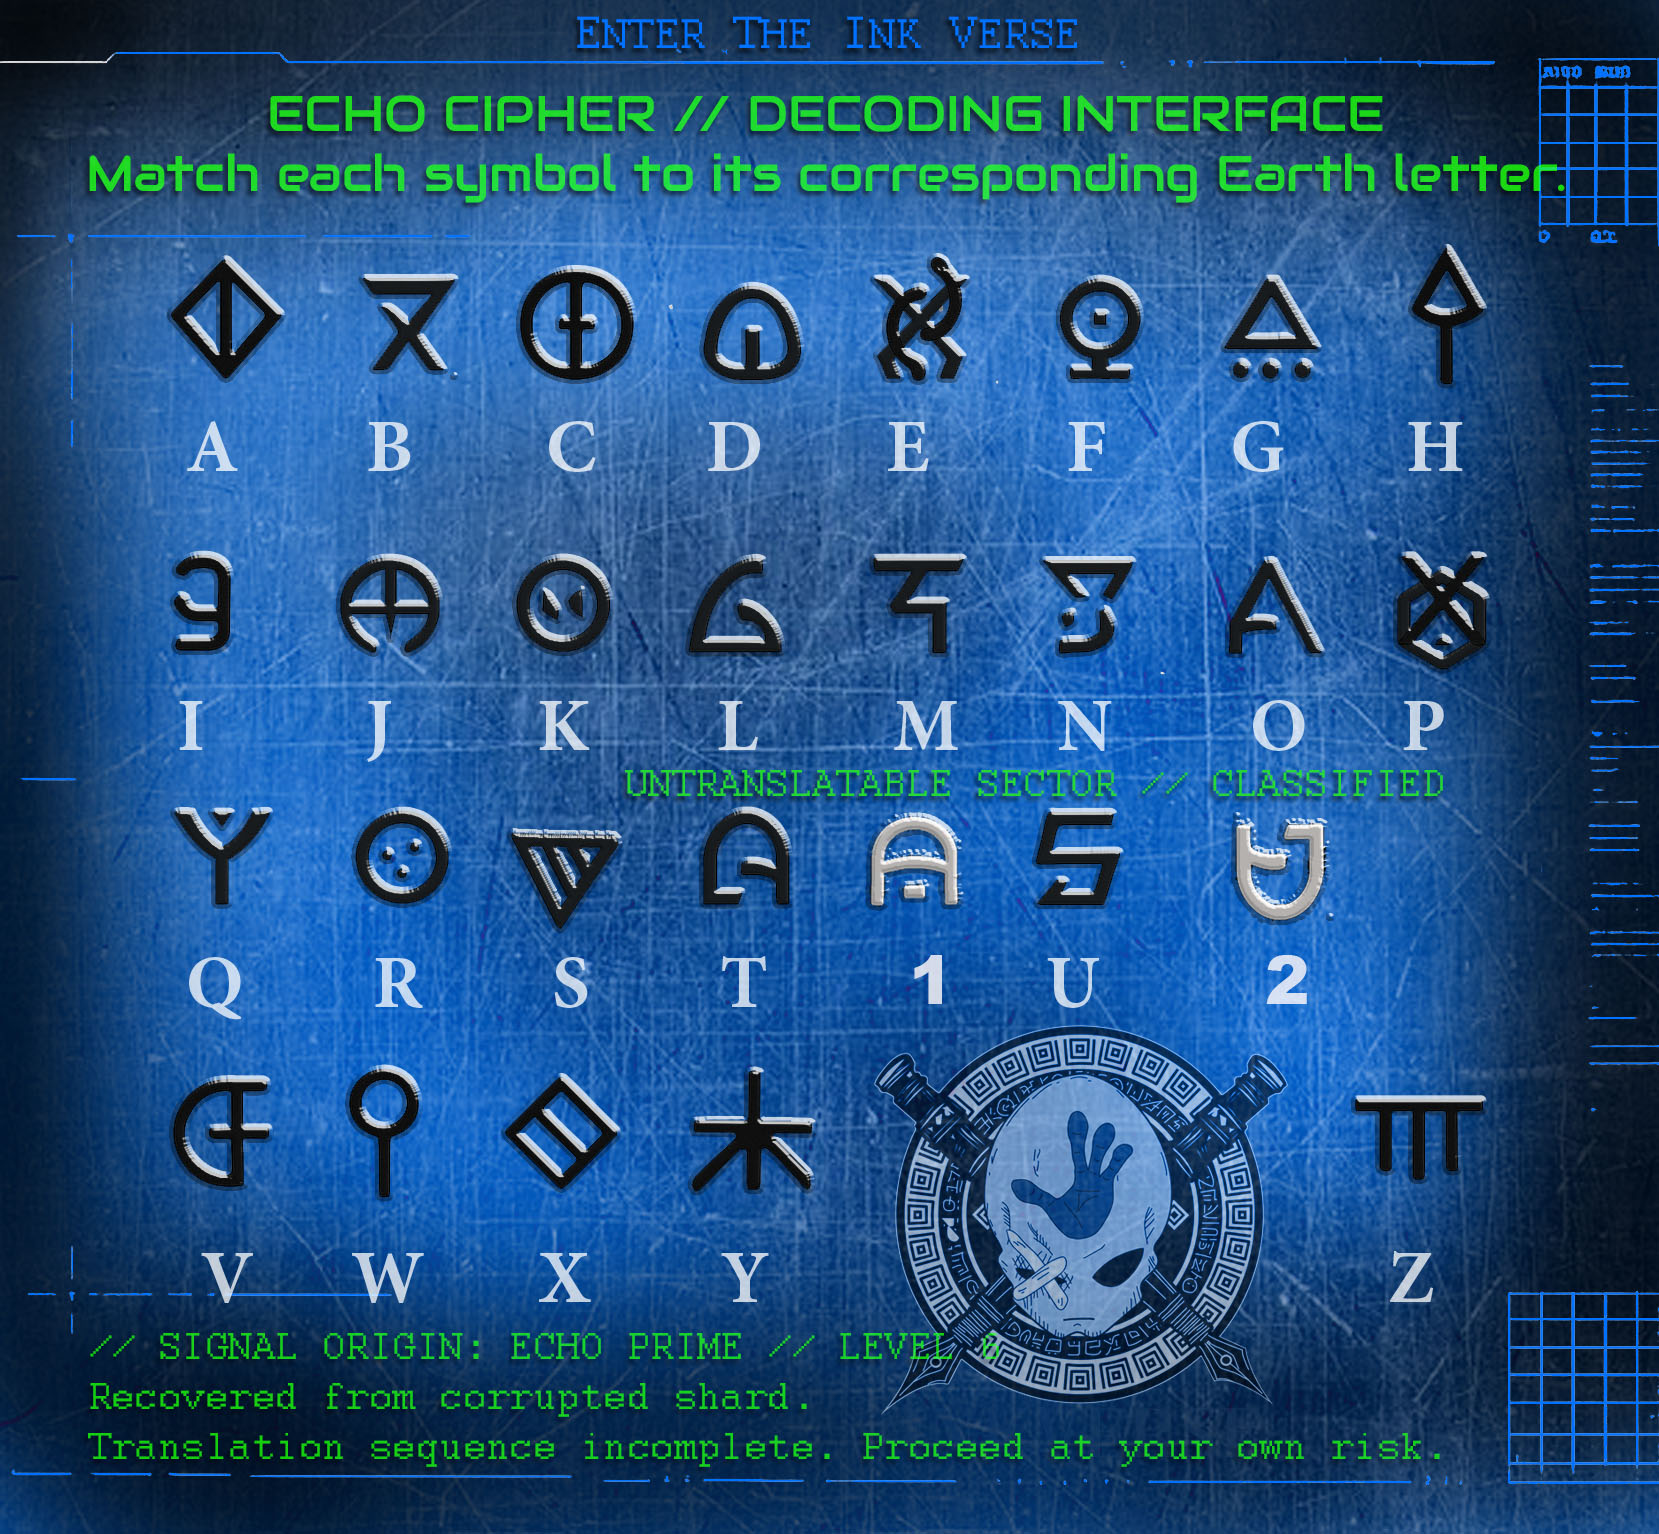 ENTER THE INK VERSE
ECHO CIPHER // DECODING INTERFACE
Match each symbol to its corresponding Earth letter.
A B C D E F G H
I J K L M N O P
UNTRANSLATABLE SECTOR // CLASSIFIED
Q R S T 1 U 2
V W X Y Z
// SIGNAL ORIGIN: ECHO PRIME // LEVEL 6
Recovered from corrupted shard.
Translation sequence incomplete. Proceed at your own risk.